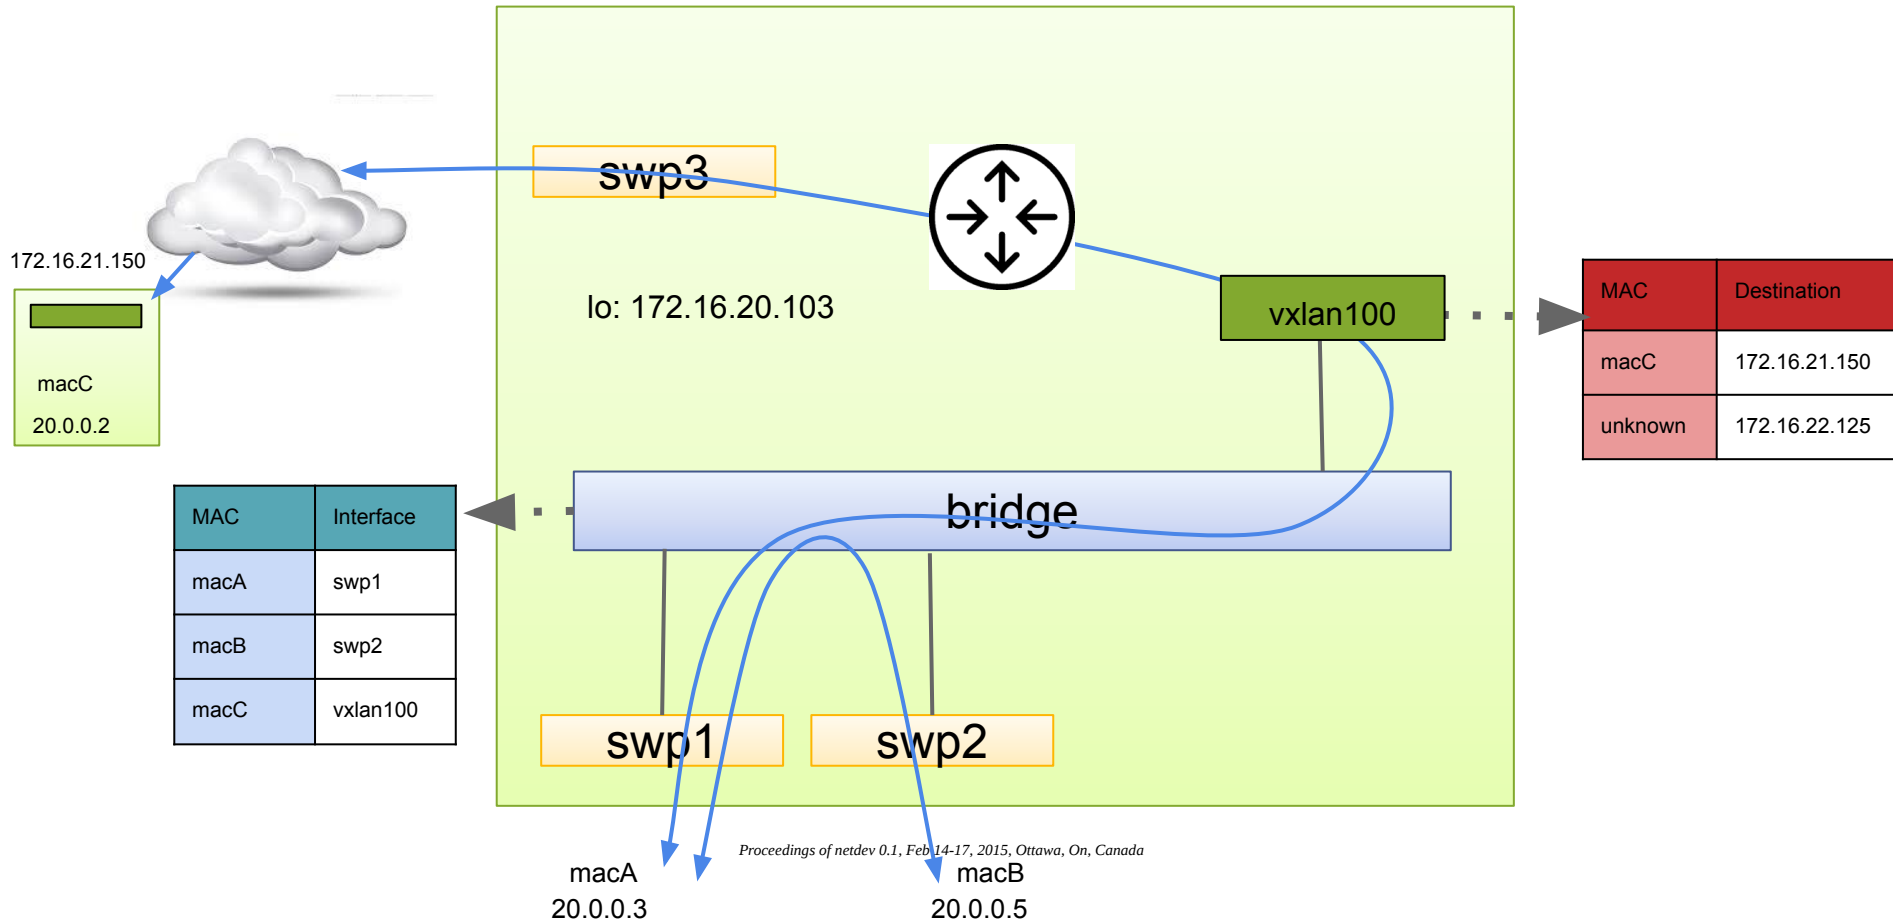 swp3
172.16.21.150
lo: 172.16.20.103
vxlan100
MAC Destination
macC 172.16.21.150
unknown 172.16.22.125
macC
20.0.0.2
bridge
MAC Interface
macA swp1
macB swp2
macC vxlan100
swp1
swp2
Proceedings of netdev 0.1, Feb 14-17, 2015, Ottawa, On, Canada
macA
20.0.0.3
macB
20.0.0.5